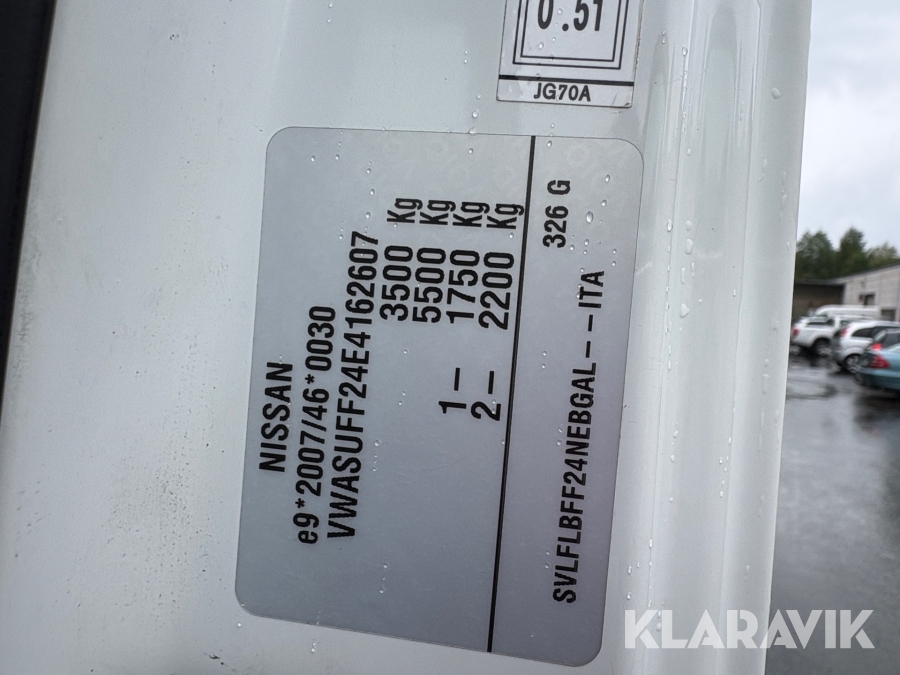 0.51
JG70A
NISSAN
e9*2007/46*0030
VWASUFF24E4162607
3500 Kg
5500 Kg
1– 1750 Kg
2– 2200 Kg
SVLFLBFF24NEBGAL–––ITA 326 G
KLARAVIK